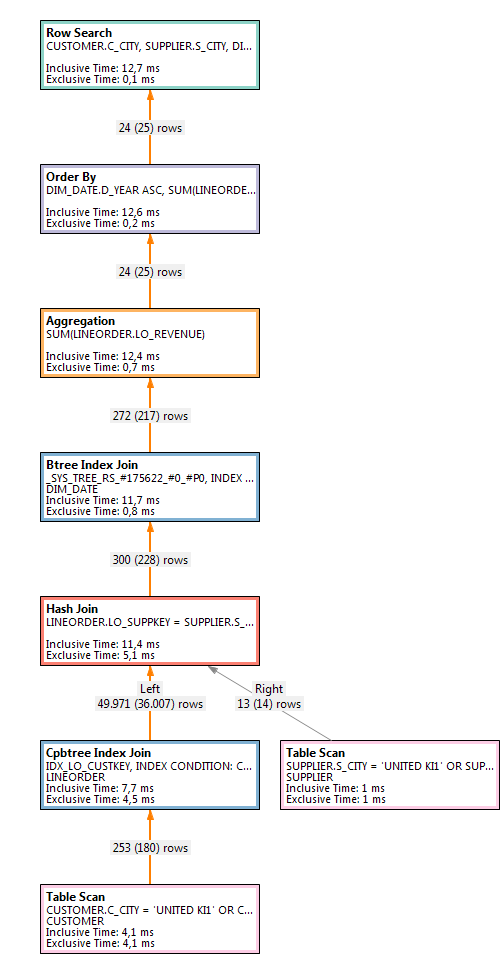 Row Search
CUSTOMER.C_CITY, SUPPLIER.S_CITY, DI...
Inclusive Time: 12,7 ms
Exclusive Time: 0,1 ms
24 (25) rows
Order By
DIM_DATE.D_YEAR ASC, SUM(LINEORDE...
Inclusive Time: 12,6 ms
Exclusive Time: 0,2 ms
24 (25) rows
Aggregation
SUM(LINEORDER.LO_REVENUE)
Inclusive Time: 12,4 ms
Exclusive Time: 0,7 ms
272 (217) rows
Btree Index Join
_SYS_TREE_RS_#175622_#0_#P0, INDEX ...
DIM_DATE
Inclusive Time: 11,7 ms
Exclusive Time: 0,8 ms
300 (228) rows
Hash Join
LINEORDER.LO_SUPPKEY = SUPPLIER.S_...
Inclusive Time: 11,4 ms
Exclusive Time: 5,1 ms
Left
49.971 (36.007) rows
Right
13 (14) rows
Cpbtree Index Join
IDX_LO_CUSTKEY, INDEX CONDITION: C...
LINEORDER
Inclusive Time: 7,7 ms
Exclusive Time: 4,5 ms
Table Scan
SUPPLIER.S_CITY = 'UNITED KI1' OR SUP...
SUPPLIER
Inclusive Time: 1 ms
Exclusive Time: 1 ms
253 (180) rows
Table Scan
CUSTOMER.C_CITY = 'UNITED KI1' OR C...
CUSTOMER
Inclusive Time: 4,1 ms
Exclusive Time: 4,1 ms